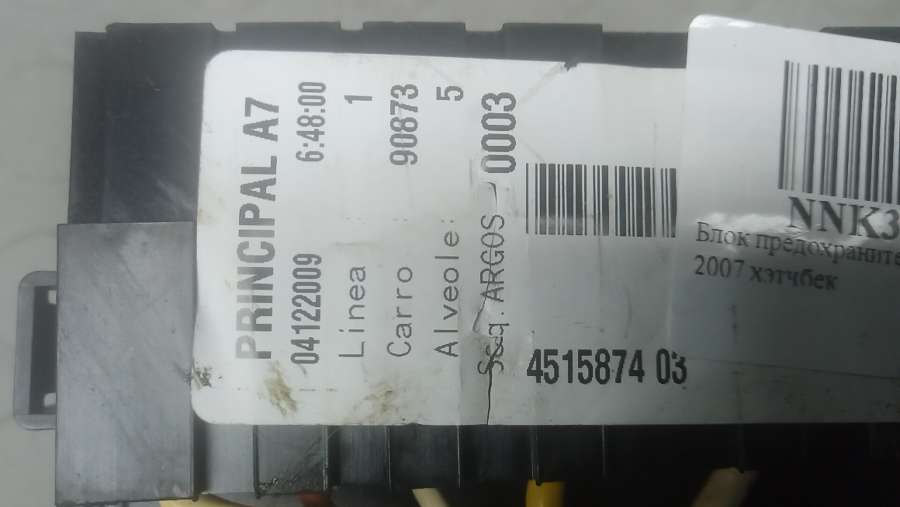 PRINCIPAL A7
04122009 6:48:00
Línea : 1
Carro : 90873
Alveole: 5
Seq. ARGOS 0003
4515874 03
NNK3
Блок предохраните
2007 хэтчбек